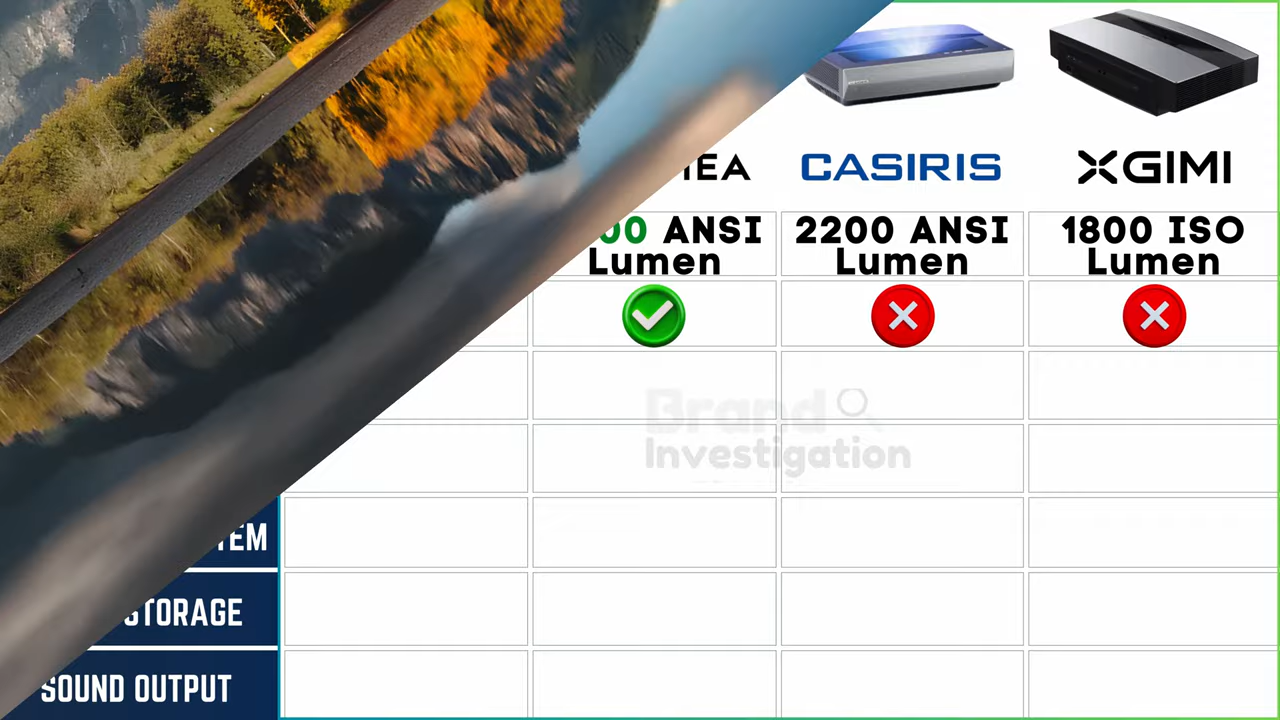 CASIRIS
XGIMI
ANSI
Lumen
2200 ANSI
Lumen
1800 ISO
Lumen
Brand
Investigation
STORAGE
SOUND OUTPUT